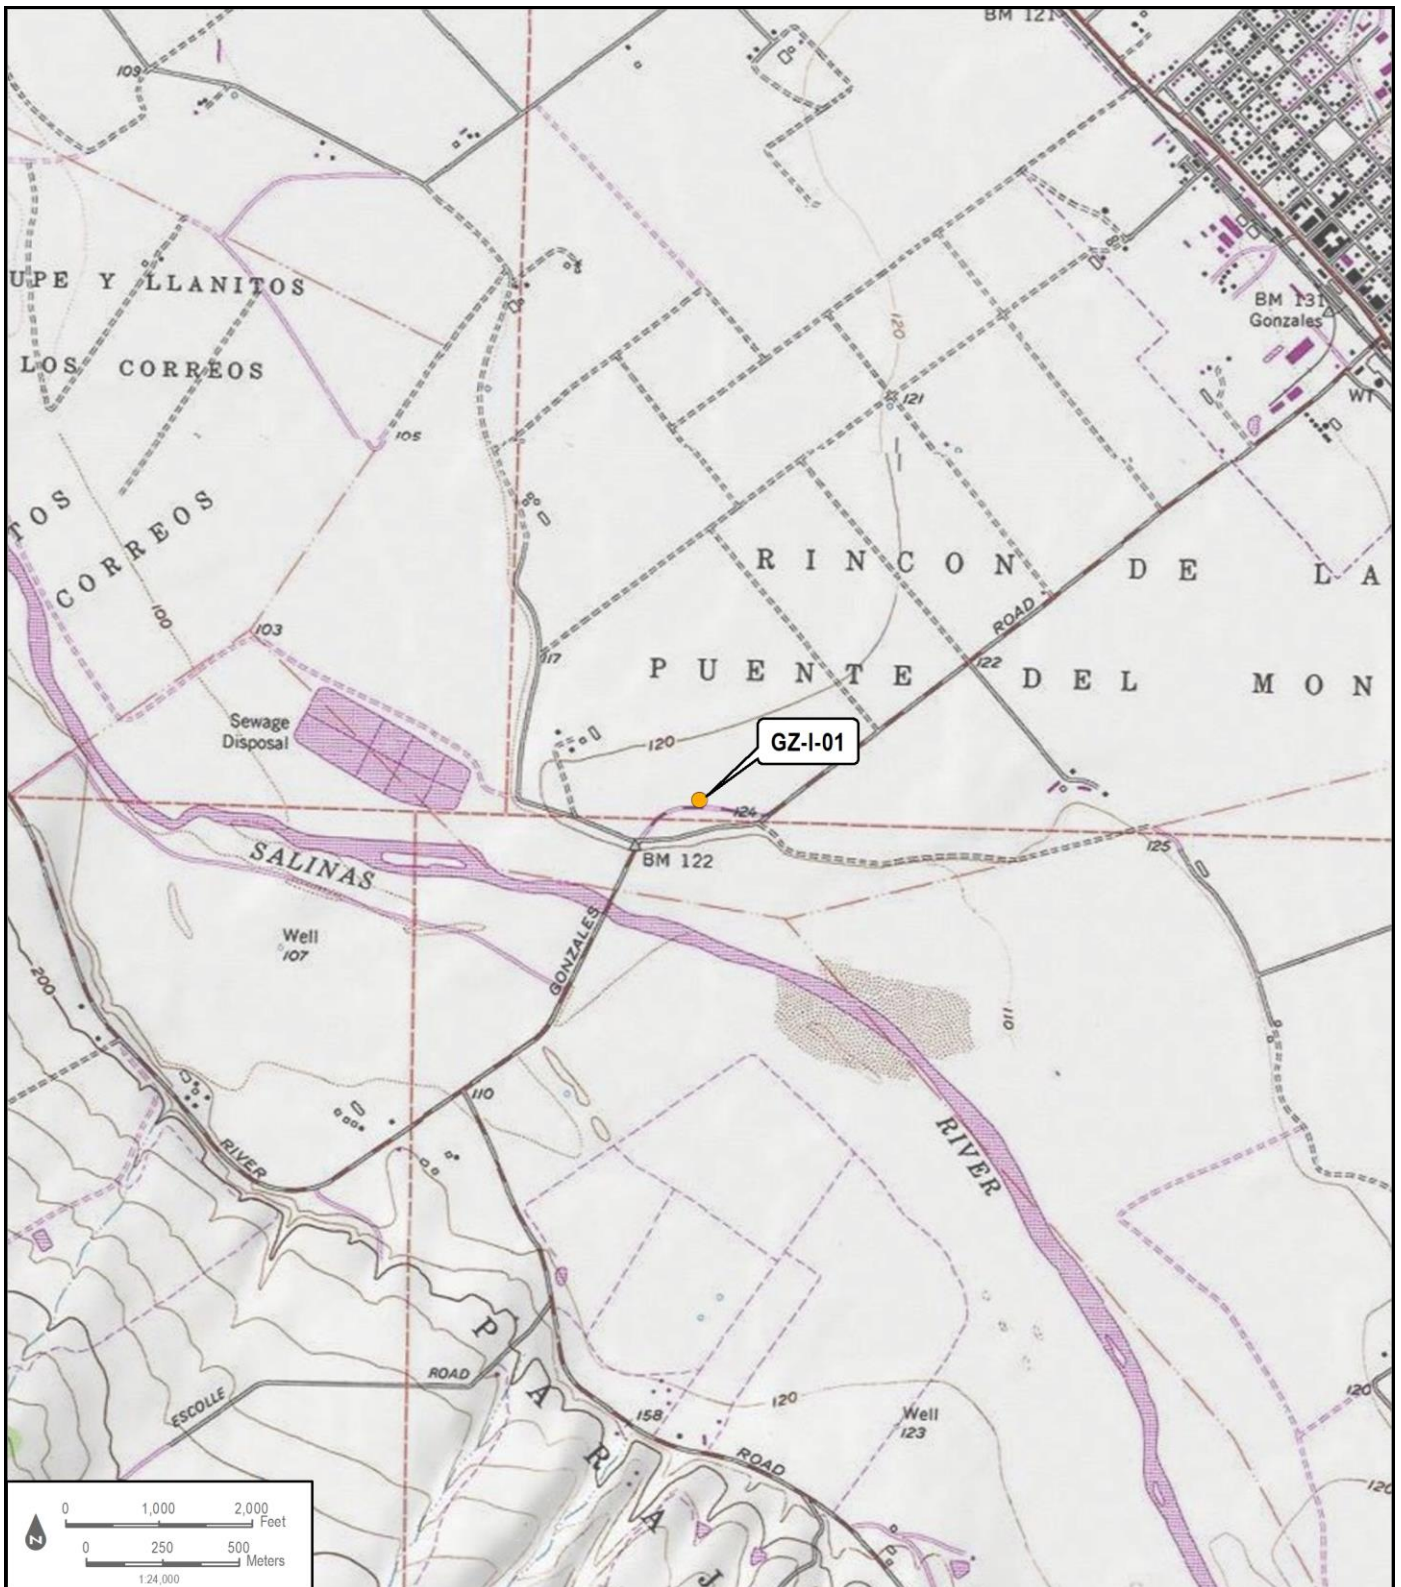 BM 121
109
UPE Y LLANITOS
BM 131
Gonzales
120
LOS CORREOS
WT
121
105
TOS
CORREOS
RINCON DE LA
100
ROAD
103
117
PUENTE DEL MON
122
Sewage
Disposal
120
GZ-I-01
124
BM 122
125
SALINAS
Well
107
GONZALES
200
110
110
RIVER
RIVER
PARAJ
ROAD
ESCOLLE
120
120
158
Well
123
ROAD
120
0 1,000 2,000
Feet
0 250 500
Meters
1:24,000
N